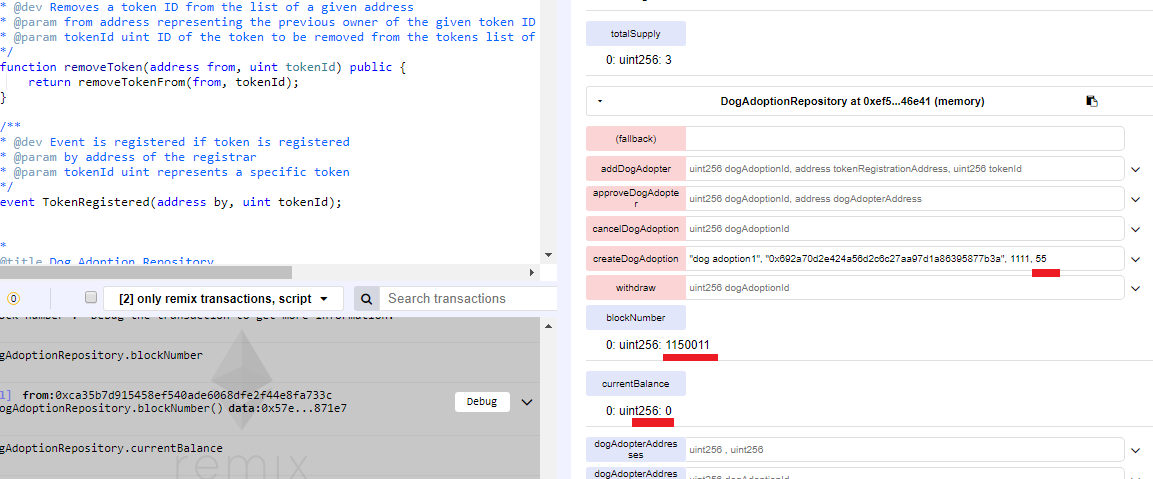 * @dev Removes a token ID from the list of a given address
* @param from address representing the previous owner of the given token ID
* @param tokenId uint ID of the token to be removed from the tokens list of
*/
function removeToken(address from, uint tokenId) public {
return removeTokenFrom(from, tokenId);
}
/**
* @dev Event is registered if token is registered
* @param by address of the registrar
* @param tokenId uint represents a specific token
*/
event TokenRegistered(address by, uint tokenId);
*
@title Dog Adoption Repository
0
[2] only remix transactions, script
Search transactions
ock number". Debug the transaction to get more information.
gAdoptionRepository.blockNumber
l] from:0xca35b7d915458ef540ade6068dfe2f44e8fa733c
ogAdoptionRepository.blockNumber() data:0x57e...871e7
Debug
gAdoptionRepository.currentBalance
remix
totalSupply
0: uint256: 3
DogAdoptionRepository at 0xef5...46e41 (memory)
(fallback)
addDogAdopter
uint256 dogAdoptionId, address tokenRegistrationAddress, uint256 tokenId
approveDogAdopte
r
uint256 dogAdoptionId, address dogAdopterAddress
cancelDogAdoption
uint256 dogAdoptionId
createDogAdoption
"dog adoption1", "0x692a70d2e424a56d2c6c27aa97d1a86395877b3a", 1111, 55
withdraw
uint256 dogAdoptionId
blockNumber
0: uint256: 1150011
currentBalance
0: uint256: 0
dogAdopterAddres
ses
uint256 , uint256
dogAdopterAddres
uint256 dogAdoptionId